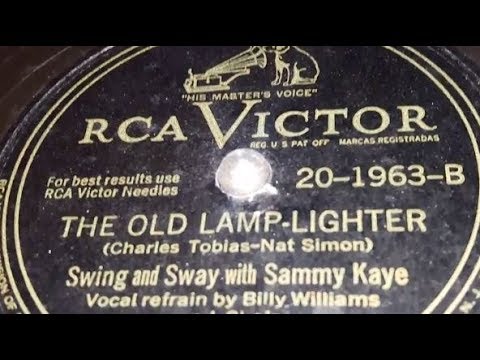 "HIS MASTER'S VOICE"
RCA VICTOR
REG. U S PAT OFF MARCAS REGISTRADAS
For best results use
RCA Victor Needles
20-1963-B
THE OLD LAMP-LIGHTER
(Charles Tobias-Nat Simon)
Swing and Sway with Sammy Kaye
Vocal refrain by Billy Williams